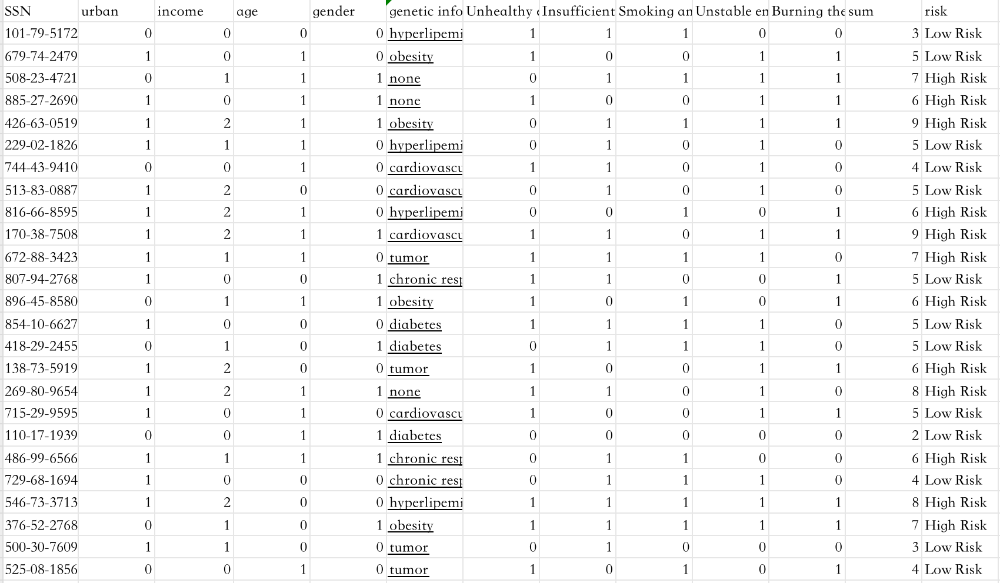 SSN urban income age gender genetic info Unhealthy Insufficient Smoking an Unstable en Burning the sum risk
101-79-5172 0 0 0 0 hyperlipemi 1 1 1 0 0 3 Low Risk
679-74-2479 1 0 1 0 obesity 1 0 0 1 1 5 Low Risk
508-23-4721 0 1 1 1 none 0 1 1 1 1 7 High Risk
885-27-2690 1 0 1 1 none 1 0 0 1 1 6 High Risk
426-63-0519 1 2 1 1 obesity 0 1 1 1 1 9 High Risk
229-02-1826 1 1 1 0 hyperlipemi 0 1 0 1 0 5 Low Risk
744-43-9410 0 0 1 0 cardiovascu 1 1 0 1 0 4 Low Risk
513-83-0887 1 2 0 0 cardiovascu 0 1 0 1 0 5 Low Risk
816-66-8595 1 2 1 0 hyperlipemi 0 0 1 0 1 6 High Risk
170-38-7508 1 2 1 1 cardiovascu 1 1 0 1 1 9 High Risk
672-88-3423 1 1 1 0 tumor 1 1 1 1 0 7 High Risk
807-94-2768 1 0 0 1 chronic resp 1 1 0 0 1 5 Low Risk
896-45-8580 0 1 1 1 obesity 1 0 1 0 1 6 High Risk
854-10-6627 1 0 0 0 diabetes 1 1 1 1 0 5 Low Risk
418-29-2455 0 1 0 1 diabetes 0 1 1 1 0 5 Low Risk
138-73-5919 1 2 0 0 tumor 1 0 0 1 1 6 High Risk
269-80-9654 1 2 1 1 none 1 1 0 1 0 8 High Risk
715-29-9595 1 0 1 0 cardiovascu 1 0 0 1 1 5 Low Risk
110-17-1939 0 0 1 1 diabetes 0 0 0 0 0 2 Low Risk
486-99-6566 1 1 1 1 chronic resp 0 1 1 0 0 6 High Risk
729-68-1694 1 0 0 0 chronic resp 0 1 1 1 0 4 Low Risk
546-73-3713 1 2 0 0 hyperlipemi 1 1 1 1 1 8 High Risk
376-52-2768 0 1 0 1 obesity 1 1 1 1 1 7 High Risk
500-30-7609 1 1 0 0 tumor 0 1 0 0 0 3 Low Risk
525-08-1856 0 0 1 0 tumor 1 0 1 0 1 4 Low Risk